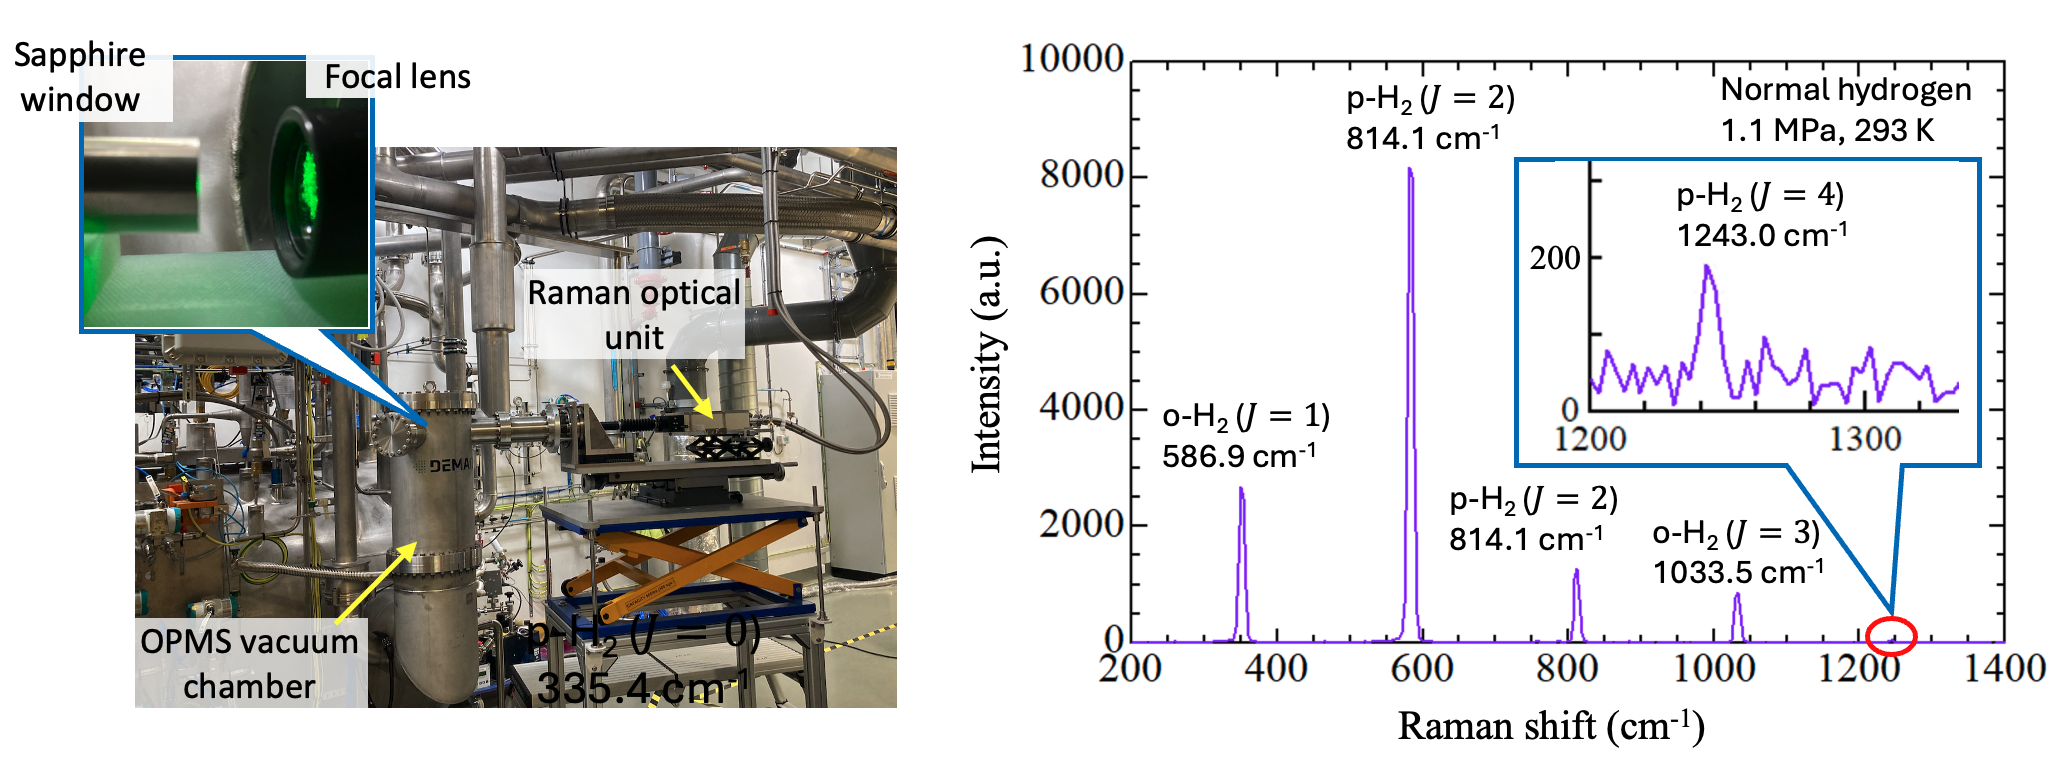 Sapphire
window
Focal lens
Raman optical
unit
DEMA
OPMS vacuum
chamber
p-H2 (J = 0)
335.4 cm-1
10000
8000
6000
4000
2000
0
Intensity (a.u.)
200
400
600
800
1000
1200
1400
Raman shift (cm-1)
p-H2 (J = 2)
814.1 cm-1
Normal hydrogen
1.1 MPa, 293 K
o-H2 (J = 1)
586.9 cm-1
p-H2 (J = 2)
814.1 cm-1
o-H2 (J = 3)
1033.5 cm-1
p-H2 (J = 4)
1243.0 cm-1
200
0
1200
1300